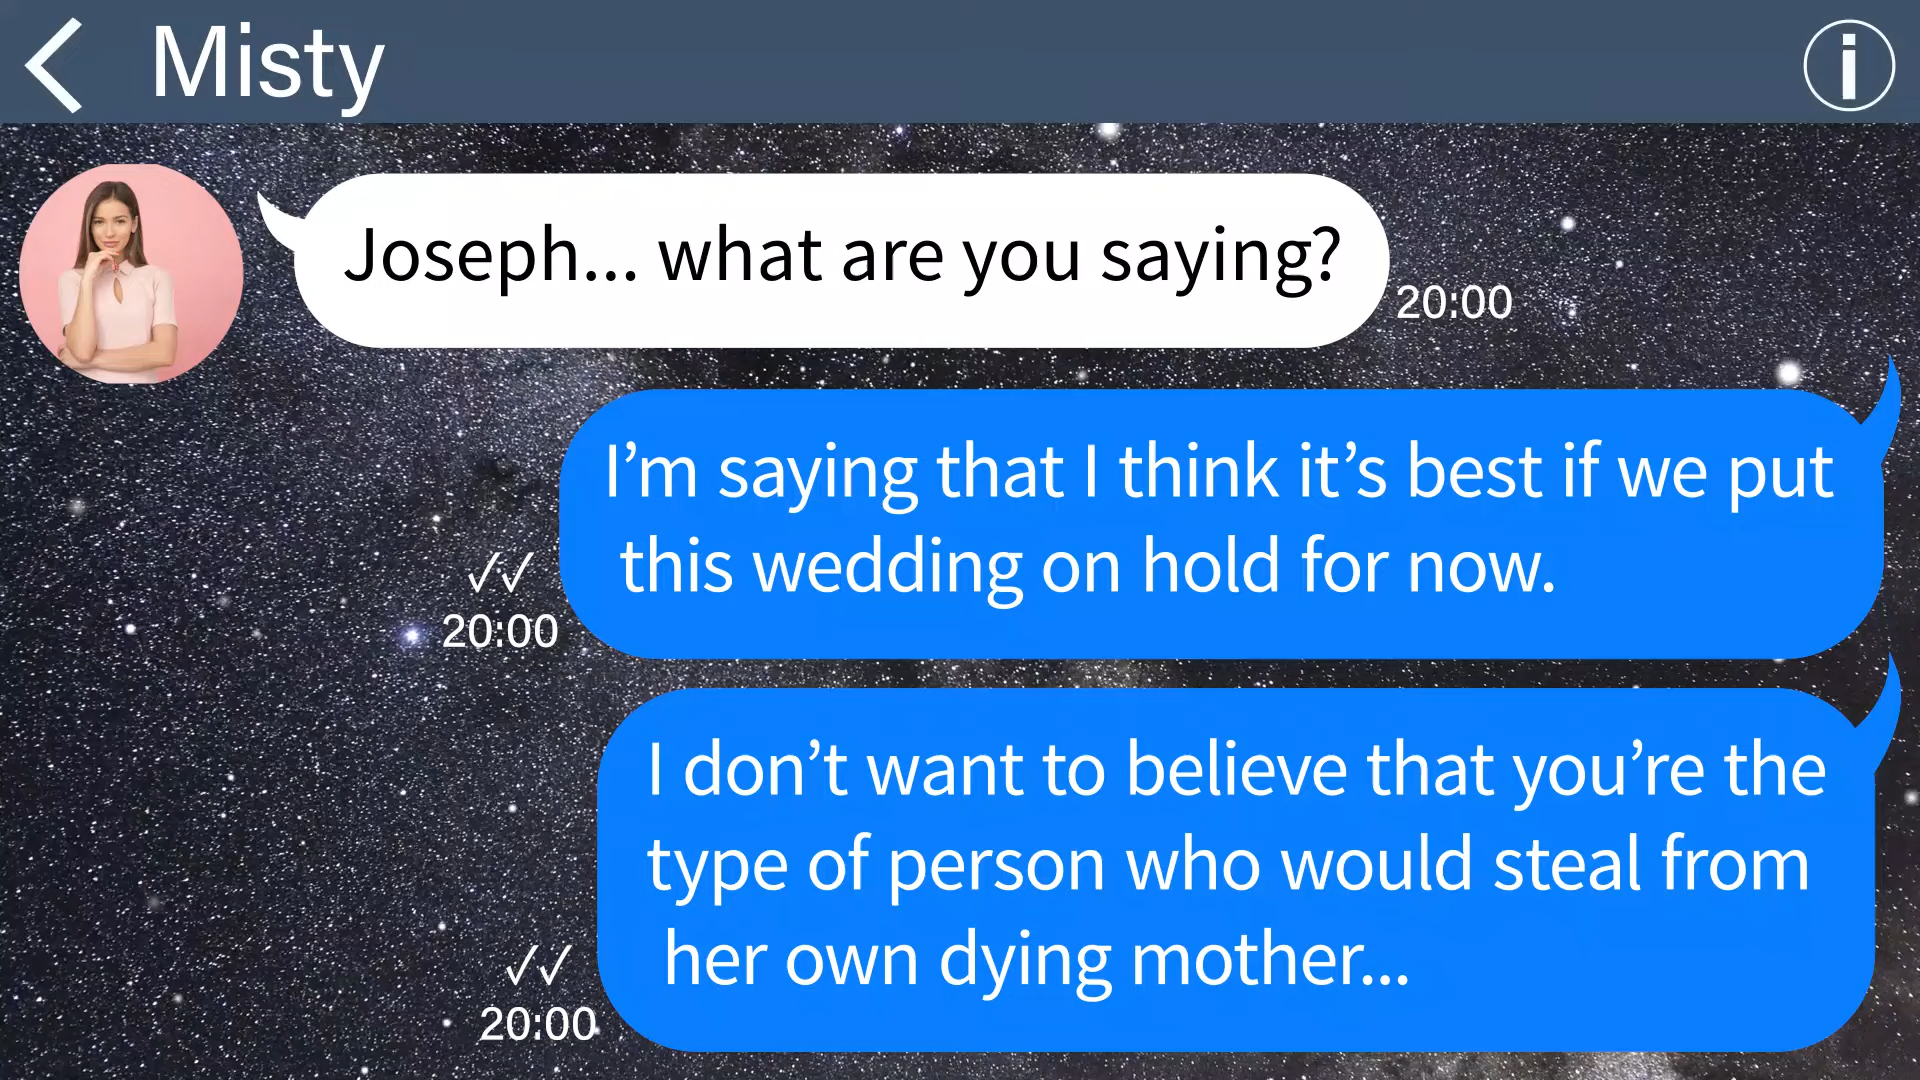 Misty
Joseph... what are you saying?
20:00
I’m saying that I think it’s best if we put
this wedding on hold for now.
20:00
I don’t want to believe that you’re the
type of person who would steal from
her own dying mother...
20:00